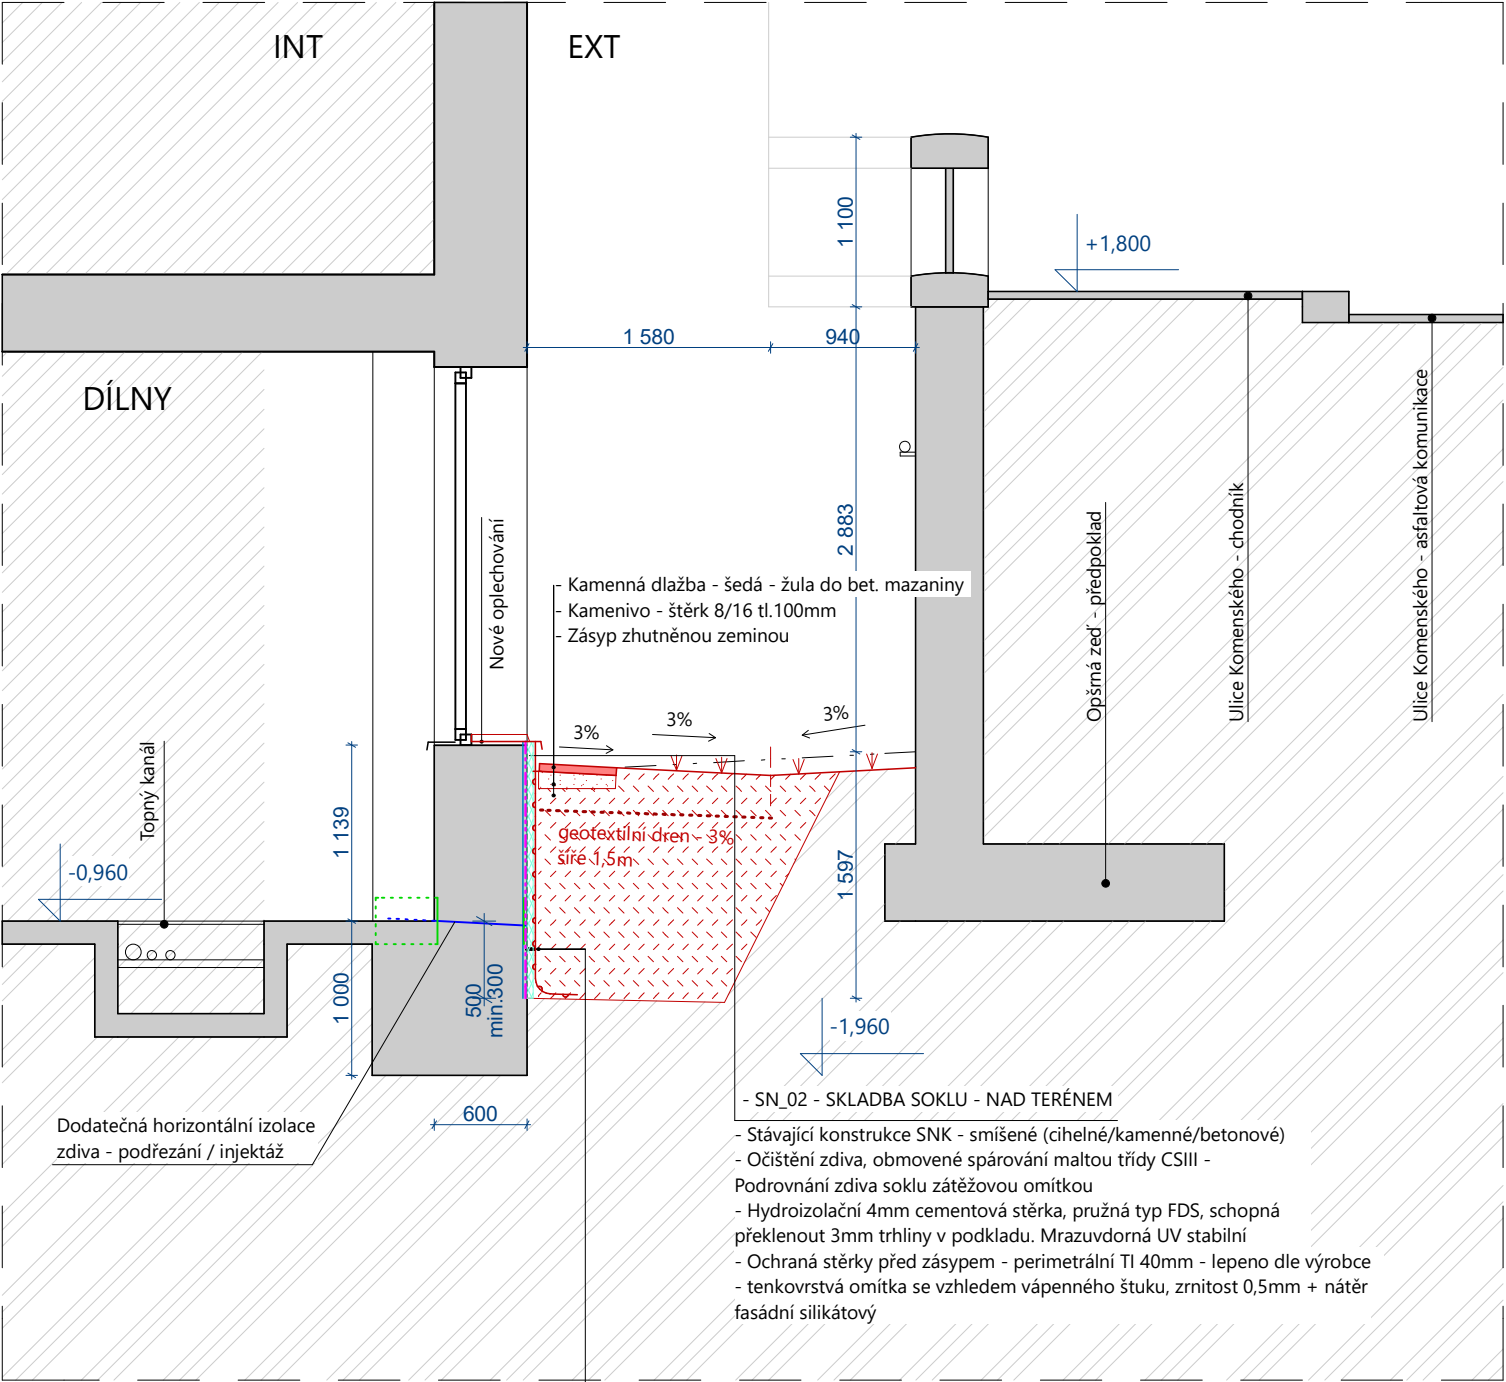 INT
EXT
1 100
+1,800
1 580
940
DÍLNY
2 883
Nové oplechování
Opšrná zeď - předpoklad
Ulice Komenského - chodník
Ulice Komenského - asfaltová komunikace
- Kamenná dlažba - šedá - žula do bet. mazaniny
- Kamenivo - štěrk 8/16 tl.100mm
- Zásyp zhutněnou zeminou
3%
3%
3%
Topný kanál
1 139
geotextilní dren - 3%
šíře 1,5m
1 597
-0,960
1 000
500
min.300
-1,960
600
Dodatečná horizontální izolace
zdiva - podřezání / injektáž
- SN_02 - SKLADBA SOKLU - NAD TERÉNEM
- Stávající konstrukce SNK - smíšené (cihelné/kamenné/betonové)
- Očištění zdiva, obmovené spárování maltou třídy CSIII -
Podrovnání zdiva soklu zátěžovou omítkou
- Hydroizolační 4mm cementová stěrka, pružná typ FDS, schopná
překlenout 3mm trhliny v podkladu. Mrazuvdorná UV stabilní
- Ochraná stěrky před zásypem - perimetrální TI 40mm - lepeno dle výrobce
- tenkovrstvá omítka se vzhledem vápenného štuku, zrnitost 0,5mm + nátěr
fasádní silikátový